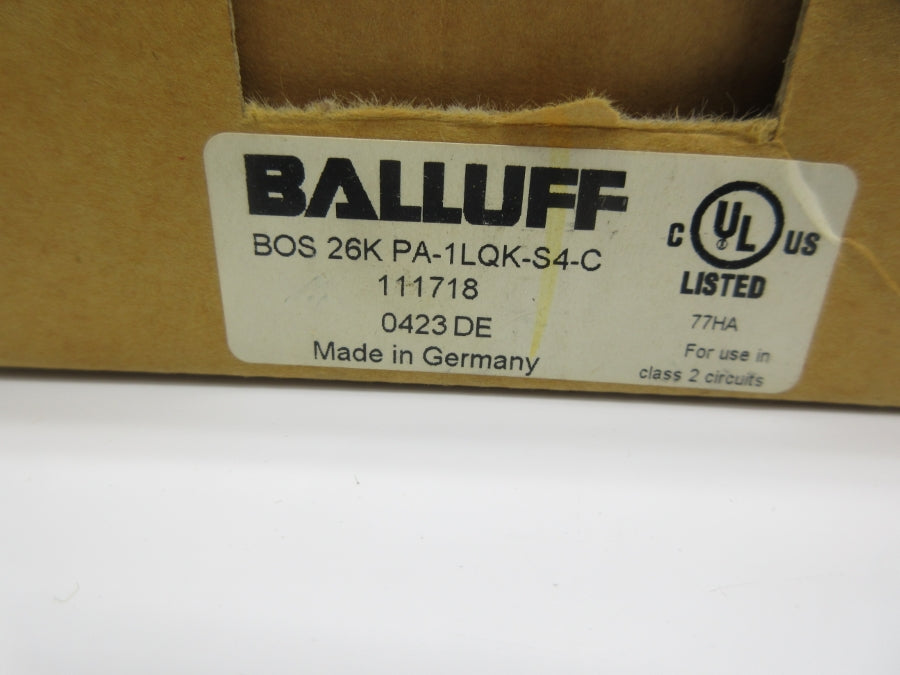 BALLUFF
BOS 26K PA-1LQK-S4-C
111718
0423 DE
Made in Germany
C UL US
LISTED
77HA
For use in
class 2 circuits